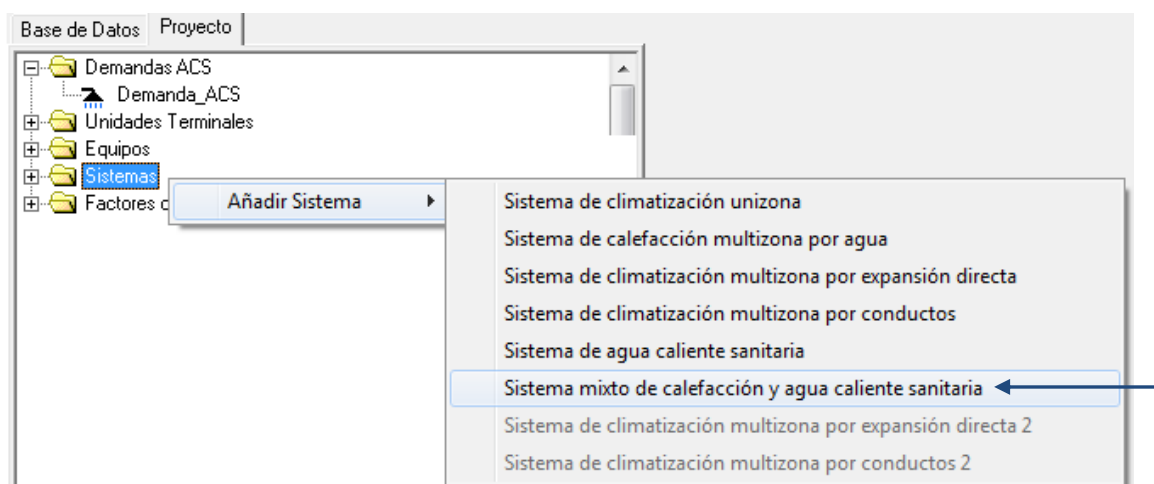 Base de Datos Proyecto
Demandas ACS
Demanda_ACS
Unidades Terminales
Equipos
Sistemas
Factores
Añadir Sistema
Sistema de climatización unizona
Sistema de calefacción multizona por agua
Sistema de climatización multizona por expansión directa
Sistema de climatización multizona por conductos
Sistema de agua caliente sanitaria
Sistema mixto de calefacción y agua caliente sanitaria
Sistema de climatización multizona por expansión directa 2
Sistema de climatización multizona por conductos 2